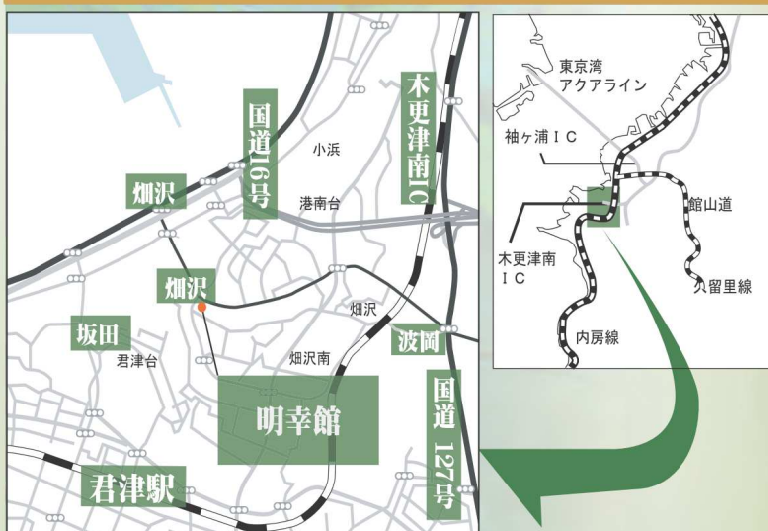 国道16号
木更津南IC
小浜
畑沢
港南台
畑沢
畑沢
坂田
君津台
波岡
畑沢南
明幸館
国道 127号
君津駅
東京湾
アクアライン
袖ヶ浦IC
館山道
木更津南
IC
久留里線
内房線